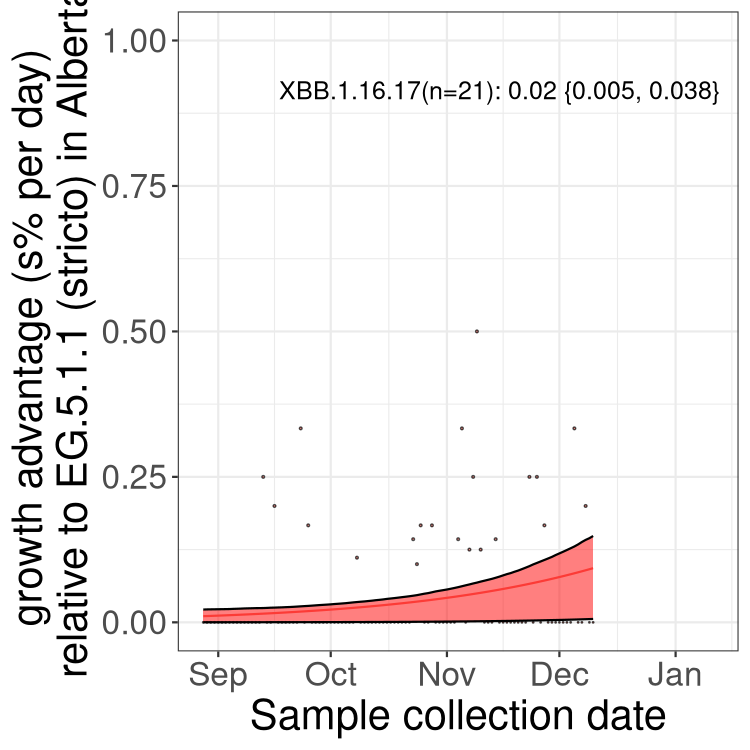 growth advantage (s% per day)
relative to EG.5.1.1 (stricto) in Alberta
1.00
0.75
0.50
0.25
0.00
XBB.1.16.17(n=21): 0.02 {0.005, 0.038}
Sep Oct Nov Dec Jan
Sample collection date